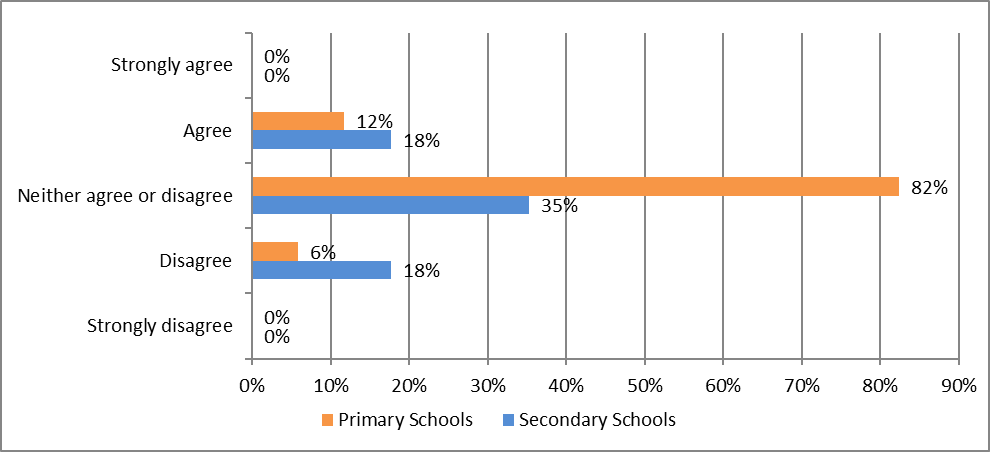 Strongly agree
0%
0%
Agree
12%
18%
Neither agree or disagree
82%
35%
Disagree
6%
18%
Strongly disagree
0%
0%
0% 10% 20% 30% 40% 50% 60% 70% 80% 90%
Primary Schools Secondary Schools